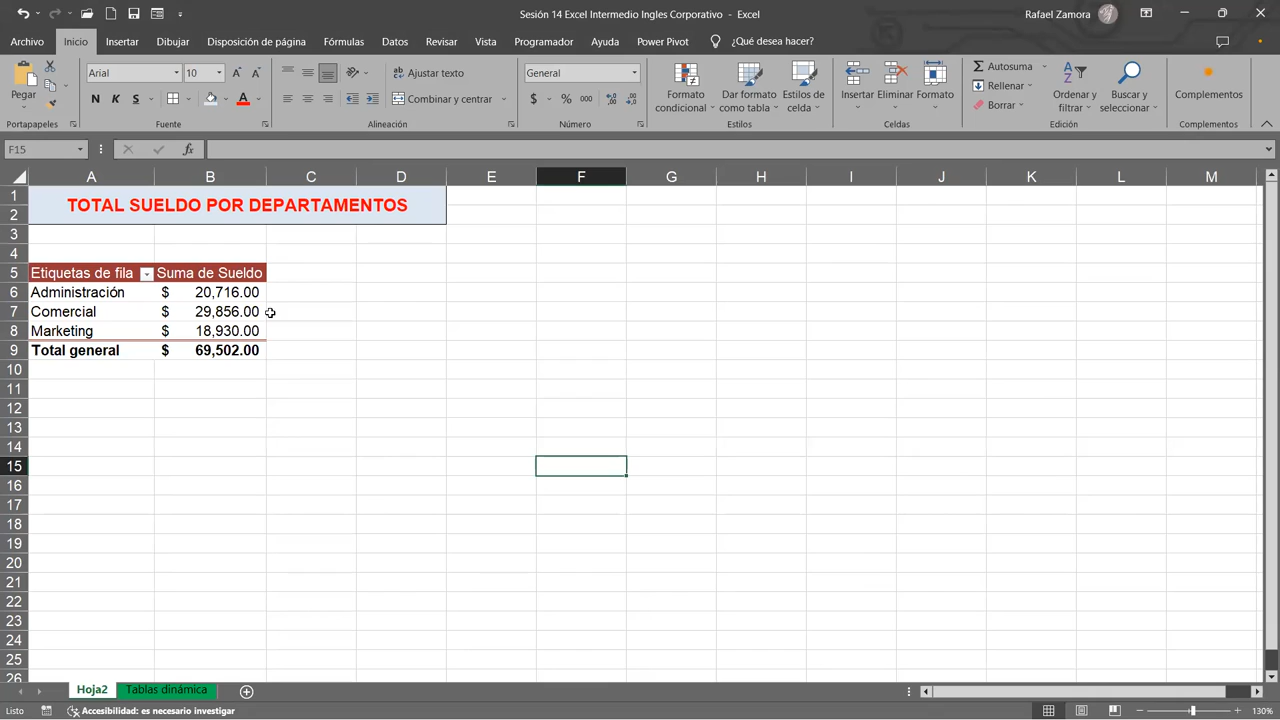 Sesión 14 Excel Intermedio Ingles Corporativo - Excel
Rafael Zamora
Archivo Inicio Insertar Dibujar Disposición de página Fórmulas Datos Revisar Vista Programador Ayuda Power Pivot ¿Qué desea hacer?
Pegar
Portapapeles
Arial 10
N K S
Fuente
Ajustar texto
Combinar y centrar
Alineación
General
$ % 000
Número
Formato condicional
Dar formato como tabla
Estilos de celda
Estilos
Insertar Eliminar Formato
Celdas
Autosuma
Rellenar
Borrar
Ordenar y filtrar
Buscar y seleccionar
Edición
Complementos
Complementos
F15 fx
A B C D E F G H I J K L M
1 TOTAL SUELDO POR DEPARTAMENTOS
2
3
4
5 Etiquetas de fila Suma de Sueldo
6 Administración $ 20,716.00
7 Comercial $ 29,856.00
8 Marketing $ 18,930.00
9 Total general $ 69,502.00
10
11
12
13
14
15
16
17
18
19
20
21
22
23
24
25
26
Hoja2 Tablas dinámica
Listo Accesibilidad: es necesario investigar 130%